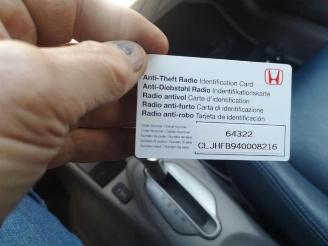 Anti-Theft Radio Identification Card
Anti-Diebstahl Radio Indentifikationskarte
Radio antivol Carte d'identification
Radio anti-furto Carta di identificazione
Radio anti-robo Tarjeta de identificación
64322
CLJHFB940008216